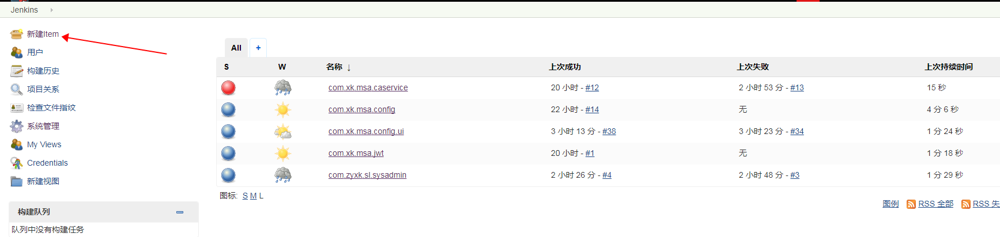 Jenkins
新建Item
用户
构建历史
项目关系
检查文件指纹
系统管理
My Views
Credentials
新建视图
构建队列
队列中没有构建任务
All +
S W 名称 ↓ 上次成功 上次失败 上次持续时间
com.xk.msa.caservice 20 小时 - #12 2 小时 53 分 - #13 15 秒
com.xk.msa.config 22 小时 - #14 无 4 分 6 秒
com.xk.msa.config.ui 3 小时 13 分 - #38 3 小时 23 分 - #34 1 分 24 秒
com.xk.msa.jwt 20 小时 - #1 无 1 分 18 秒
com.zyxk.sl.sysadmin 2 小时 26 分 - #4 2 小时 48 分 - #3 1 分 29 秒
图标: S M L
图例 RSS 全部 RSS 失